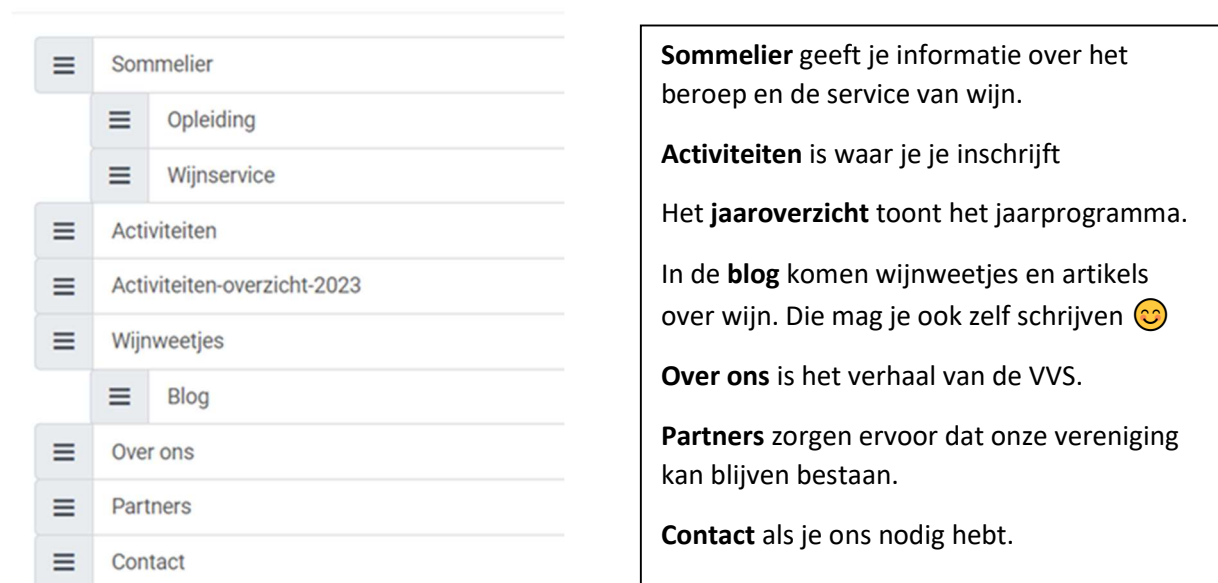 Sommelier
Opleiding
Wijnservice
Activiteiten
Activiteiten-overzicht-2023
Wijnweetjes
Blog
Over ons
Partners
Contact
Sommelier geeft je informatie over het
beroep en de service van wijn.
Activiteiten is waar je je inschrijft
Het jaaroverzicht toont het jaarprogramma.
In de blog komen wijnweetjes en artikels
over wijn. Die mag je ook zelf schrijven 😊
Over ons is het verhaal van de VVS.
Partners zorgen ervoor dat onze vereniging
kan blijven bestaan.
Contact als je ons nodig hebt.